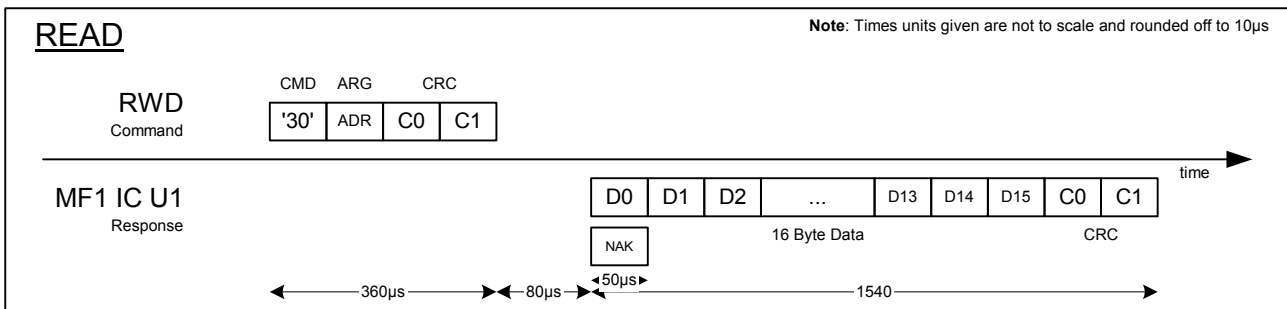 READ
Note: Times units given are not to scale and rounded off to 10µs
CMD ARG CRC
RWD
Command
'30' ADR C0 C1
time
MF1 IC U1
Response
D0 D1 D2 ... D13 D14 D15 C0 C1
NAK
16 Byte Data CRC
50µs
360µs 80µs 1540